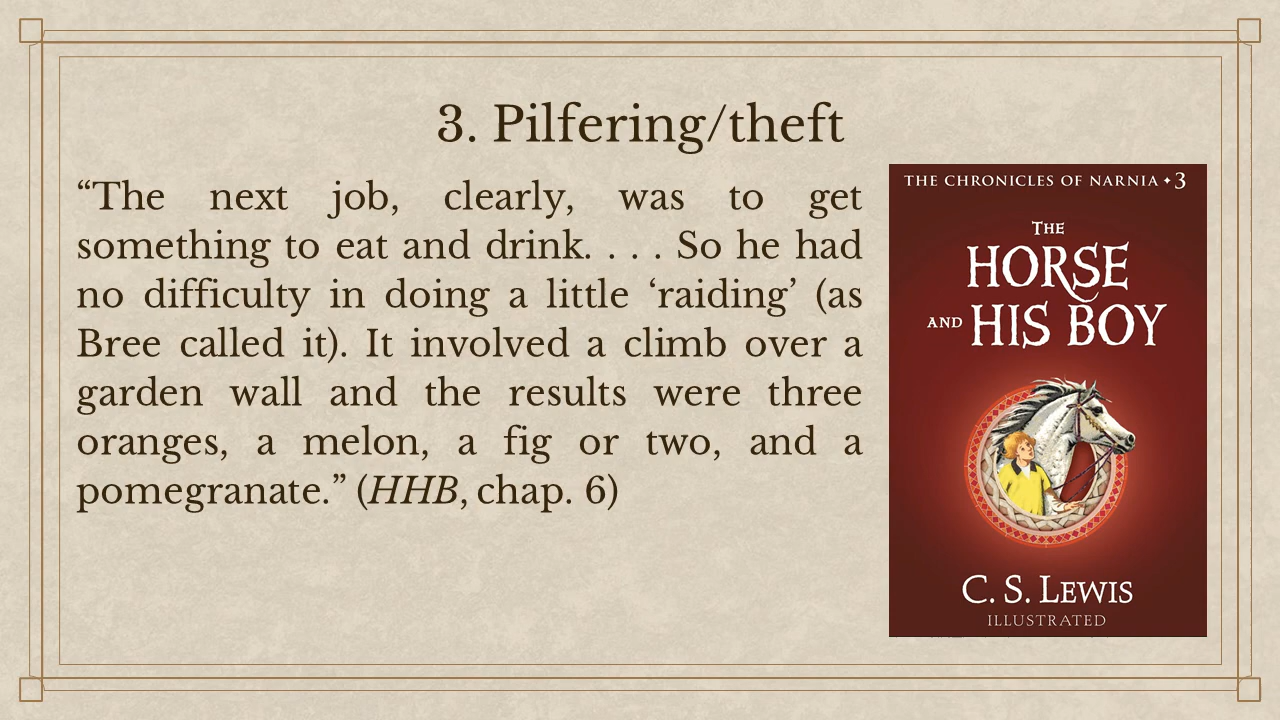 3. Pilfering/theft
“The next job, clearly, was to get
something to eat and drink. . . . So he had
no difficulty in doing a little ‘raiding’ (as
Bree called it). It involved a climb over a
garden wall and the results were three
oranges, a melon, a fig or two, and a
pomegranate.” (HHB, chap. 6)
THE CHRONICLES OF NARNIA ✦ 3
THE
HORSE
AND HIS BOY
C. S. LEWIS
ILLUSTRATED